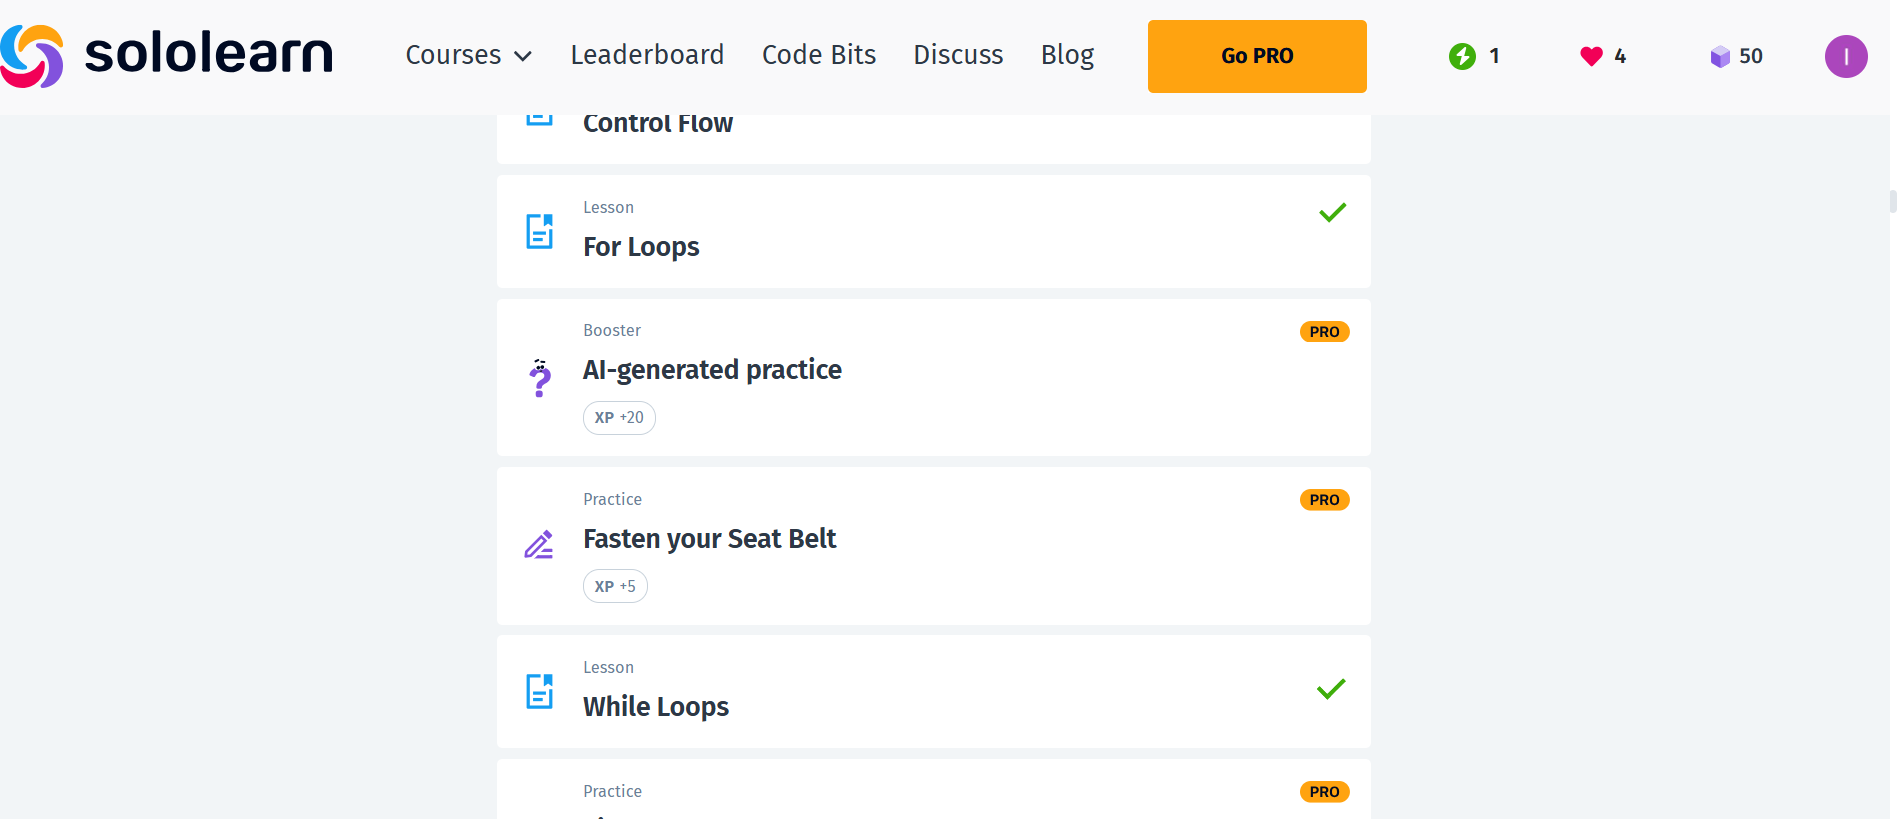 sololearn
Courses Leaderboard Code Bits Discuss Blog Go PRO 1 4 50 I
Control Flow
Lesson
For Loops
Booster PRO
AI-generated practice
XP +20
Practice PRO
Fasten your Seat Belt
XP +5
Lesson
While Loops
Practice PRO